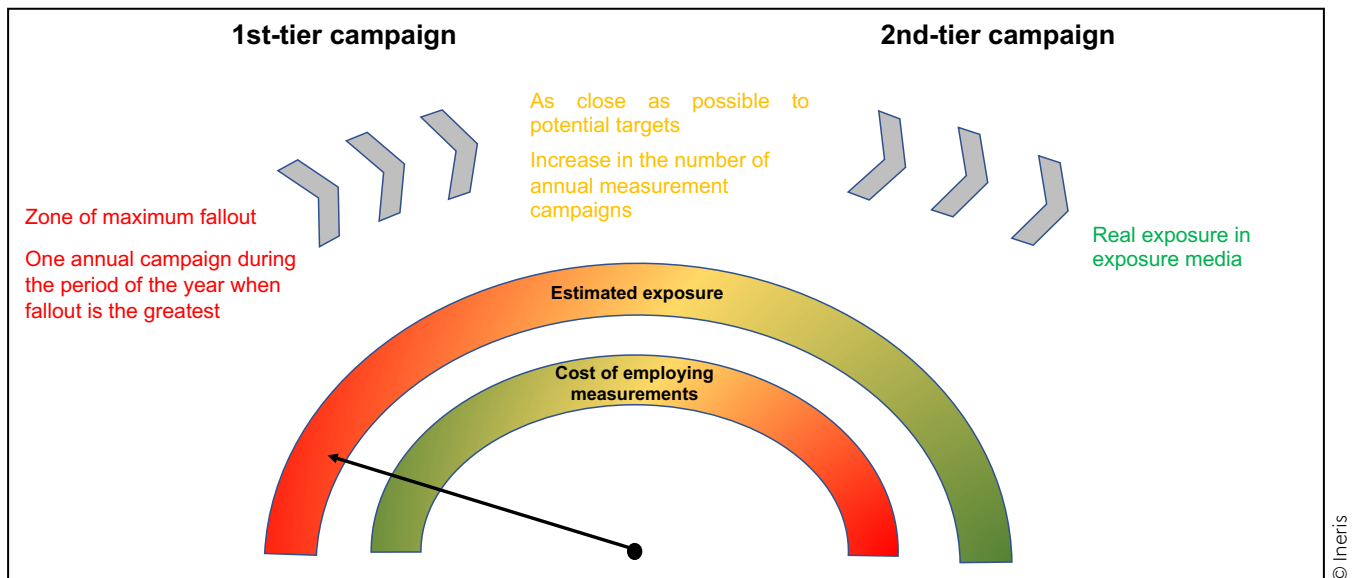 1st-tier campaign
2nd-tier campaign
As close as possible to
potential targets
Increase in the number of
annual measurement
campaigns
Zone of maximum fallout
One annual campaign during
the period of the year when
fallout is the greatest
Real exposure in
exposure media
Estimated exposure
Cost of employing
measurements
© Ineris